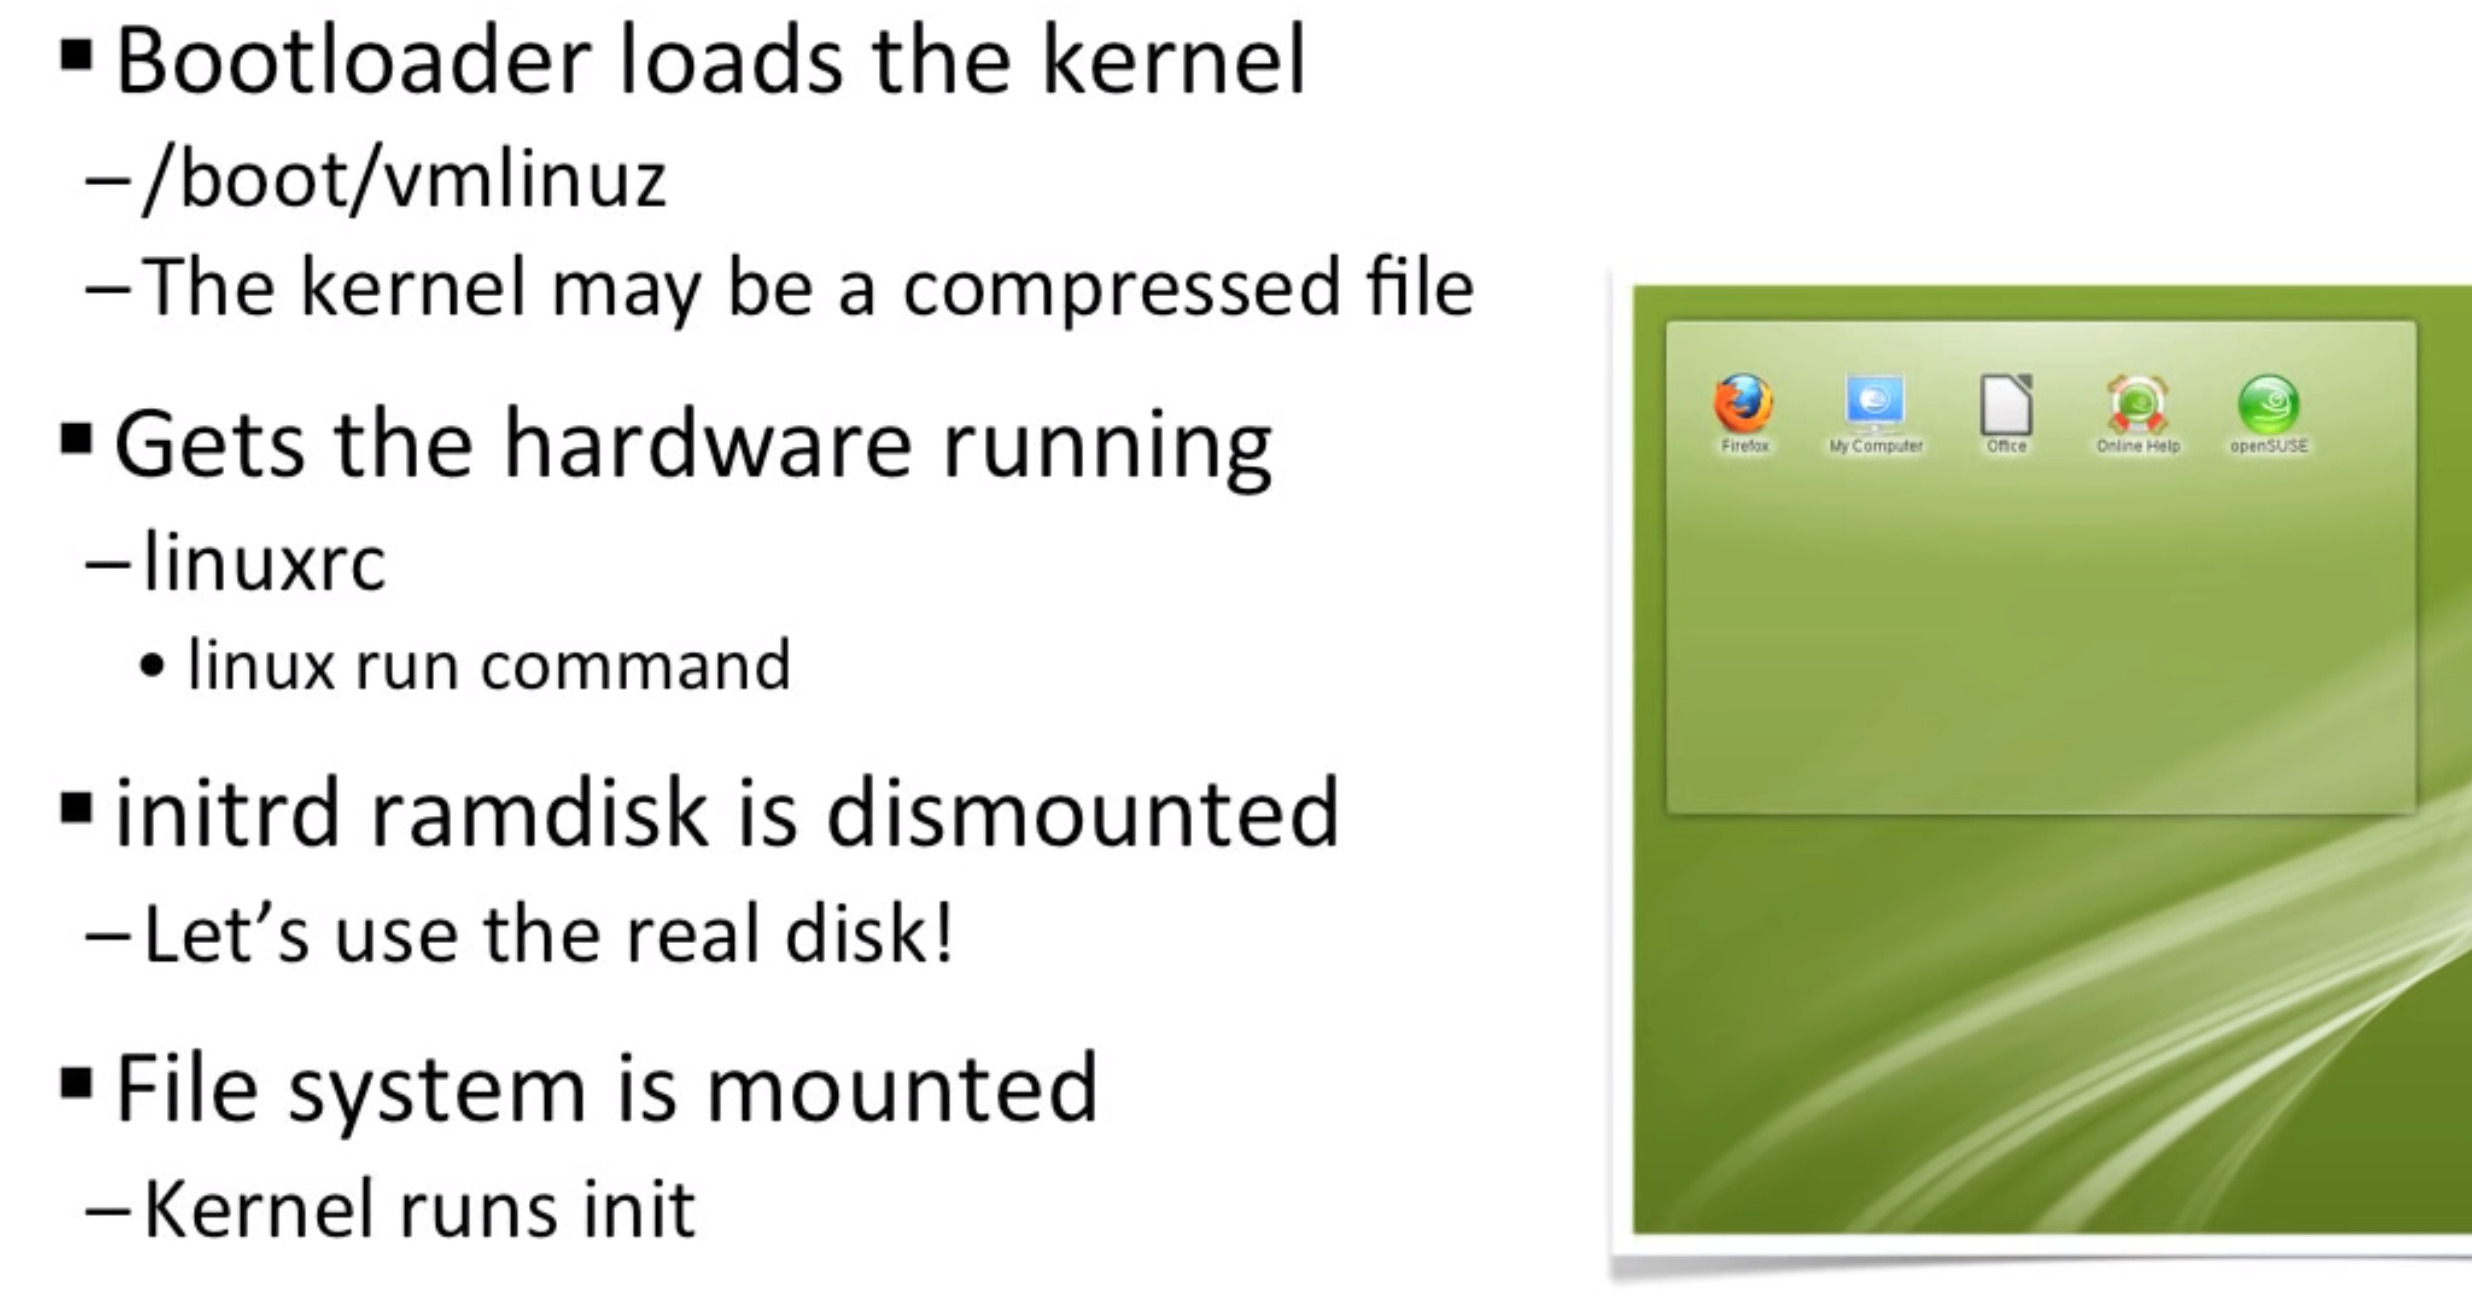 ▪ Bootloader loads the kernel
– /boot/vmlinuz
– The kernel may be a compressed file
▪ Gets the hardware running
– linuxrc
• linux run command
▪ initrd ramdisk is dismounted
– Let’s use the real disk!
▪ File system is mounted
– Kernel runs init
Firefox
My Computer
Office
Online Help
openSUSE